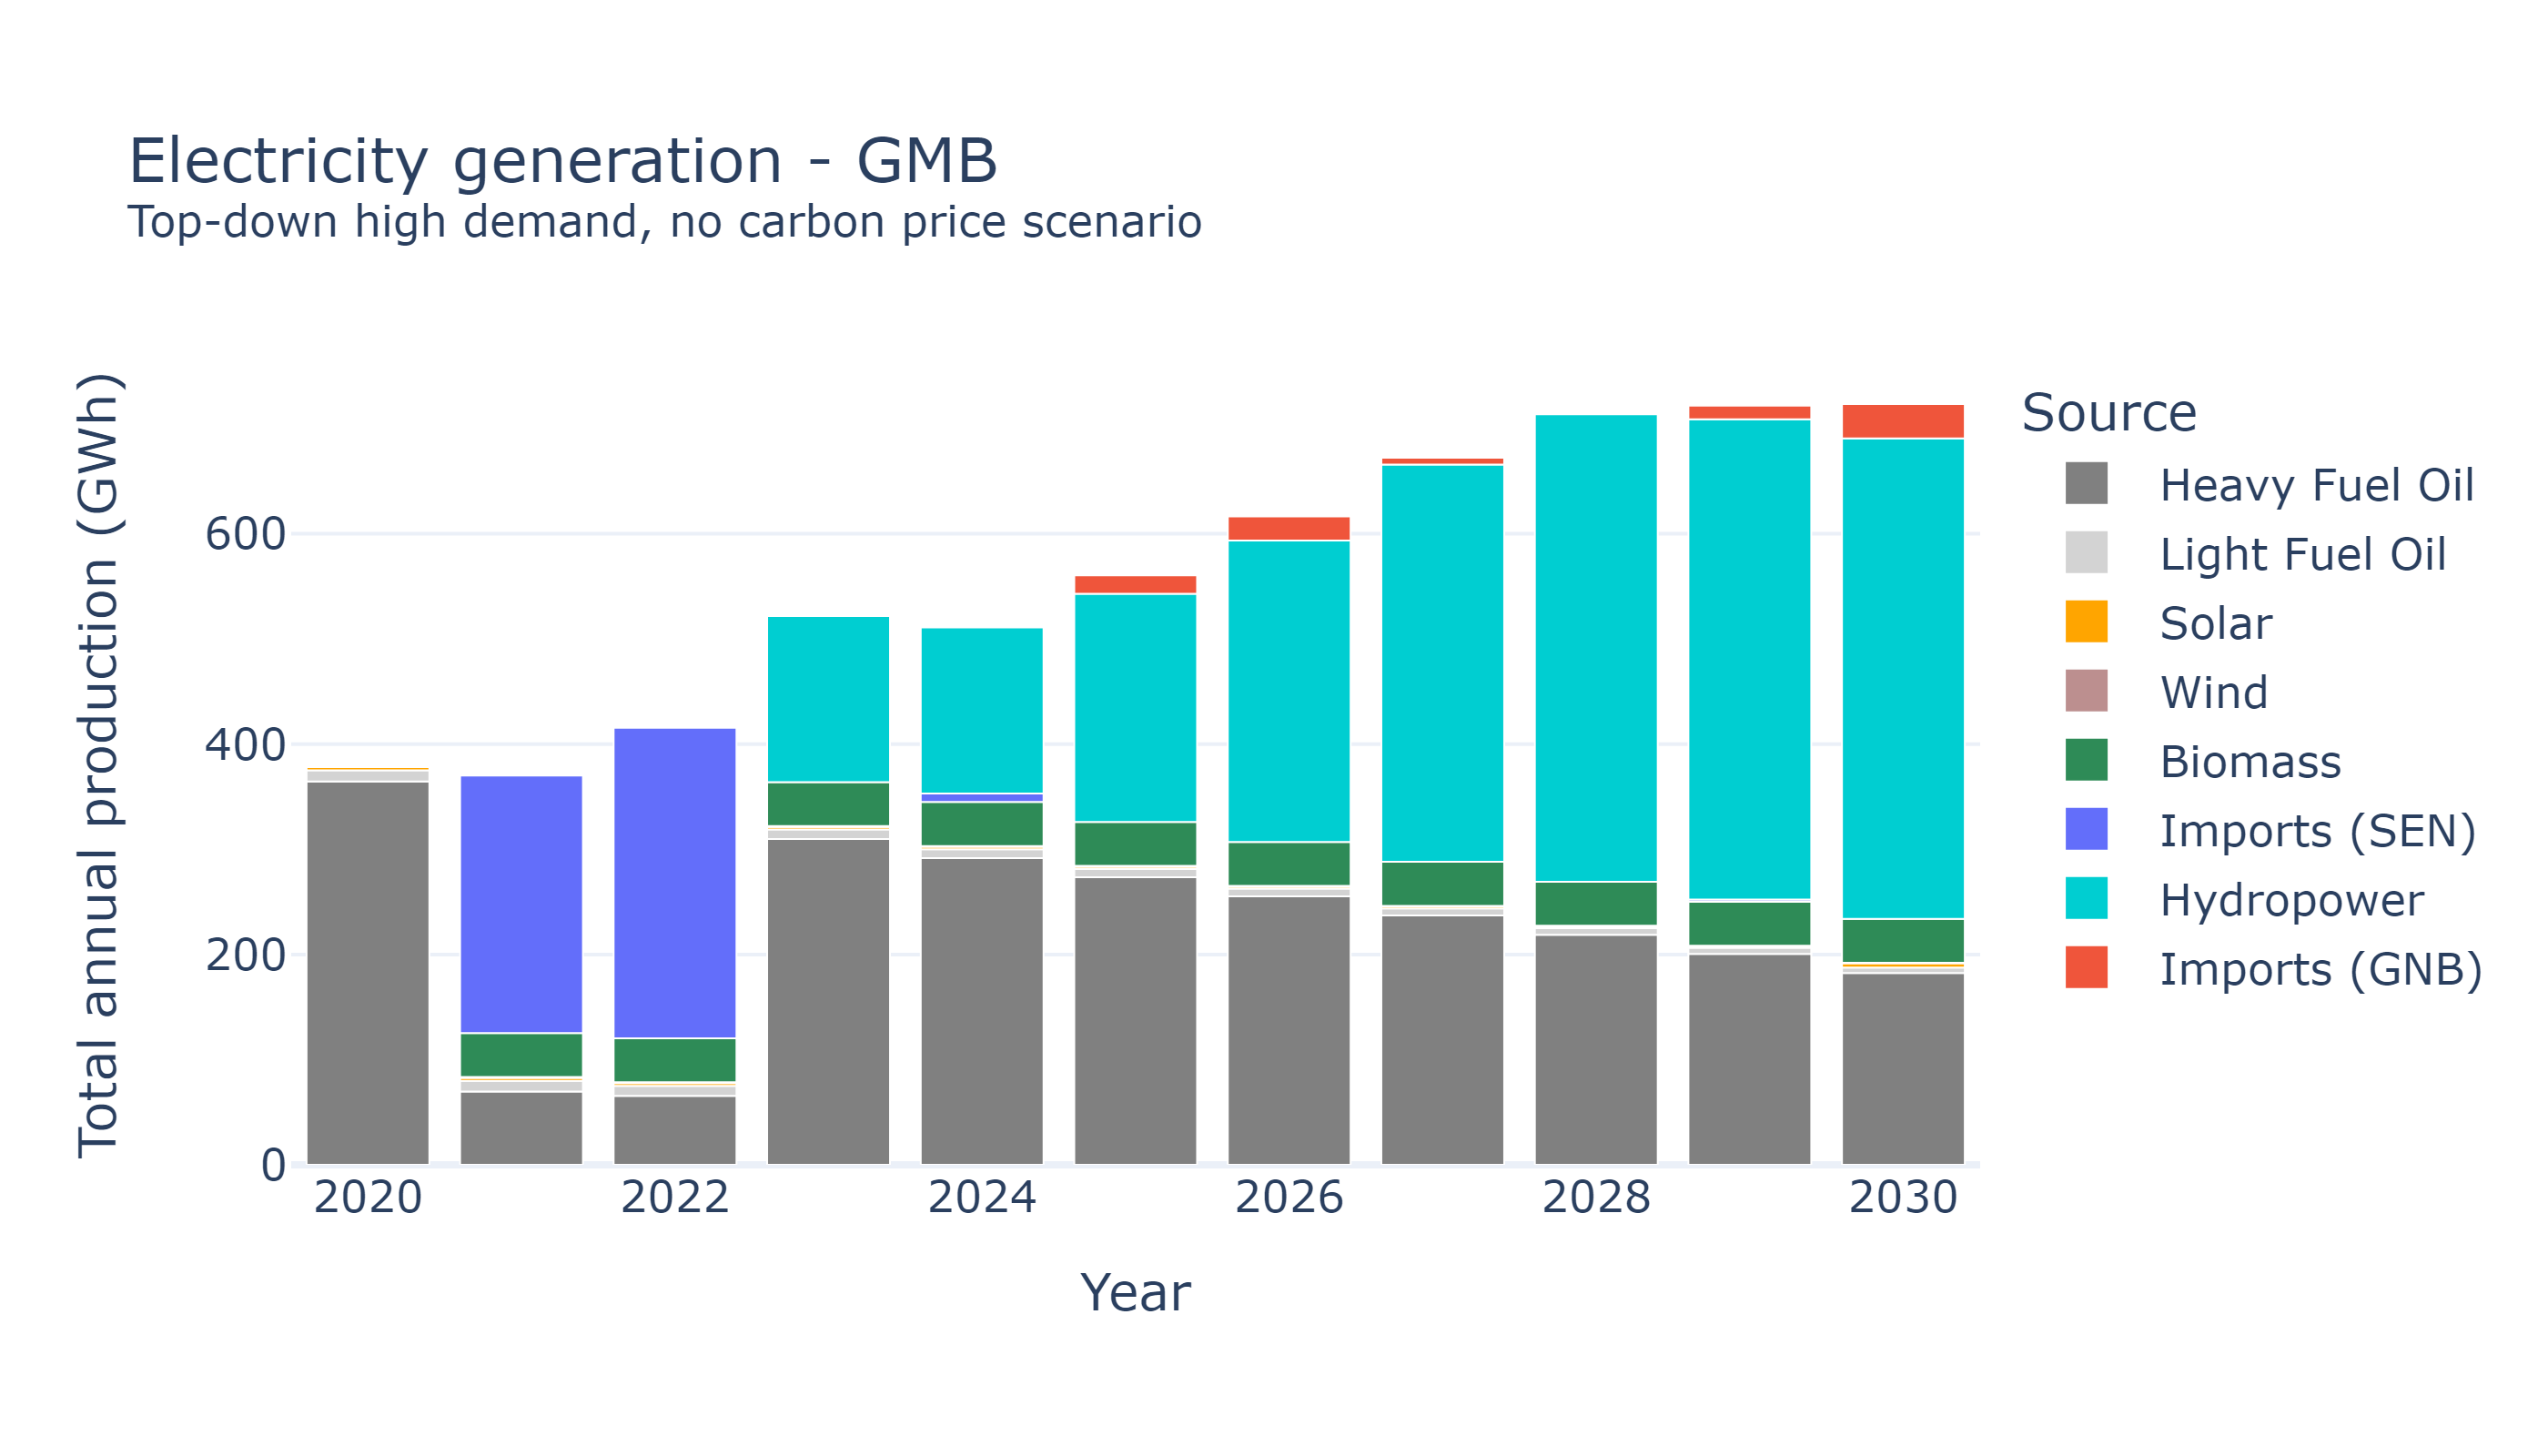 Electricity generation - GMB
Top-down high demand, no carbon price scenario
Total annual production (GWh)
600
400
200
0
2020 2022 2024 2026 2028 2030
Year
Source
Heavy Fuel Oil
Light Fuel Oil
Solar
Wind
Biomass
Imports (SEN)
Hydropower
Imports (GNB)